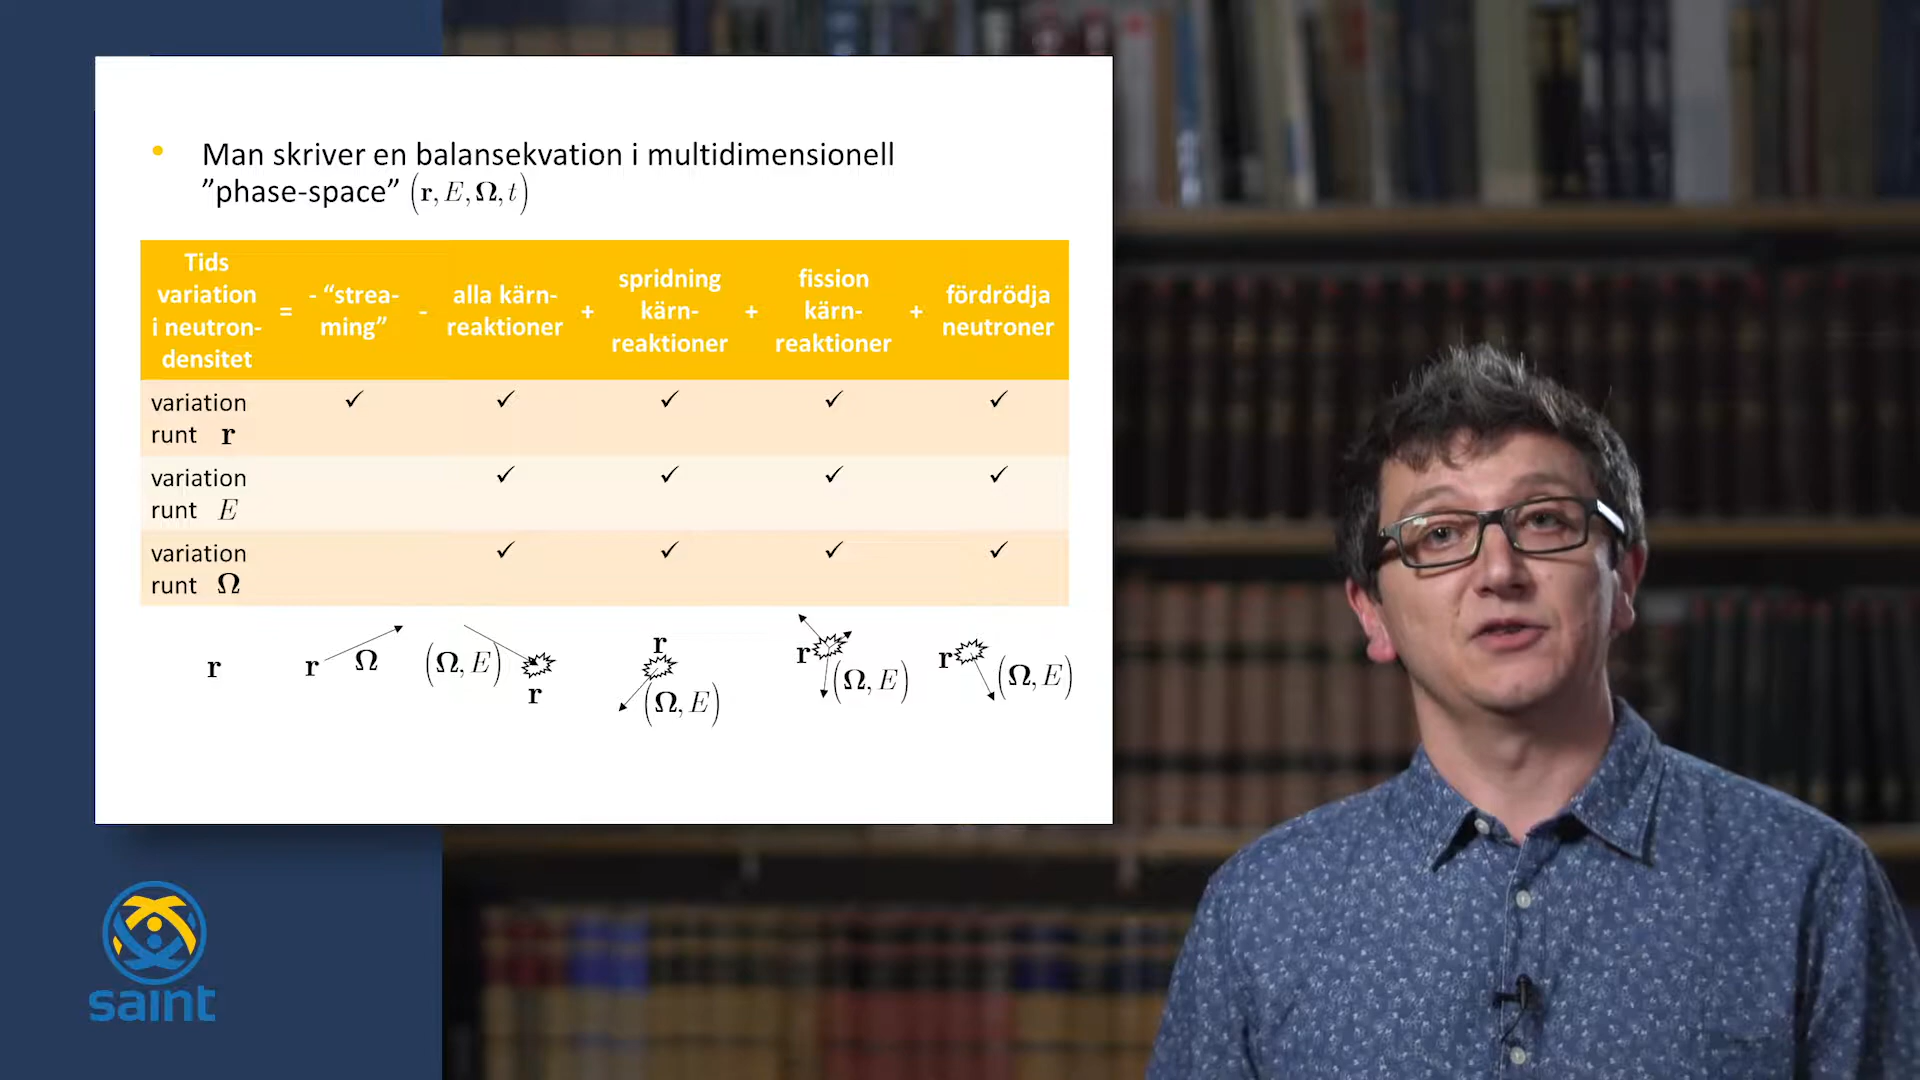 • Man skriver en balansekvation i multidimensionell
”phase-space” (r, E, Ω, t)
Tids
variation
i neutron-
densitet
=
- “strea-
ming”
-
alla kärn-
reaktioner
+
spridning
kärn-
reaktioner
+
fission
kärn-
reaktioner
+
fördrödja
neutroner
variation
runt r
✓ ✓ ✓ ✓ ✓
variation
runt E
✓ ✓ ✓ ✓
variation
runt Ω
✓ ✓ ✓ ✓
r
r Ω
(Ω, E)
r
r
(Ω, E)
r
(Ω, E)
r
(Ω, E)
saint